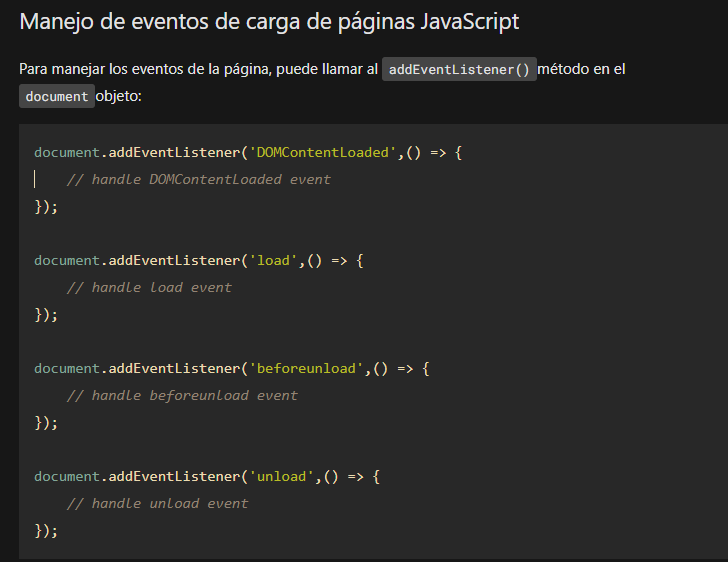 Manejo de eventos de carga de páginas JavaScript
Para manejar los eventos de la página, puede llamar al addEventListener() método en el
document objeto:
document.addEventListener('DOMContentLoaded',() => {
    // handle DOMContentLoaded event
});

document.addEventListener('load',() => {
    // handle load event
});

document.addEventListener('beforeunload',() => {
    // handle beforeunload event
});

document.addEventListener('unload',() => {
    // handle unload event
});